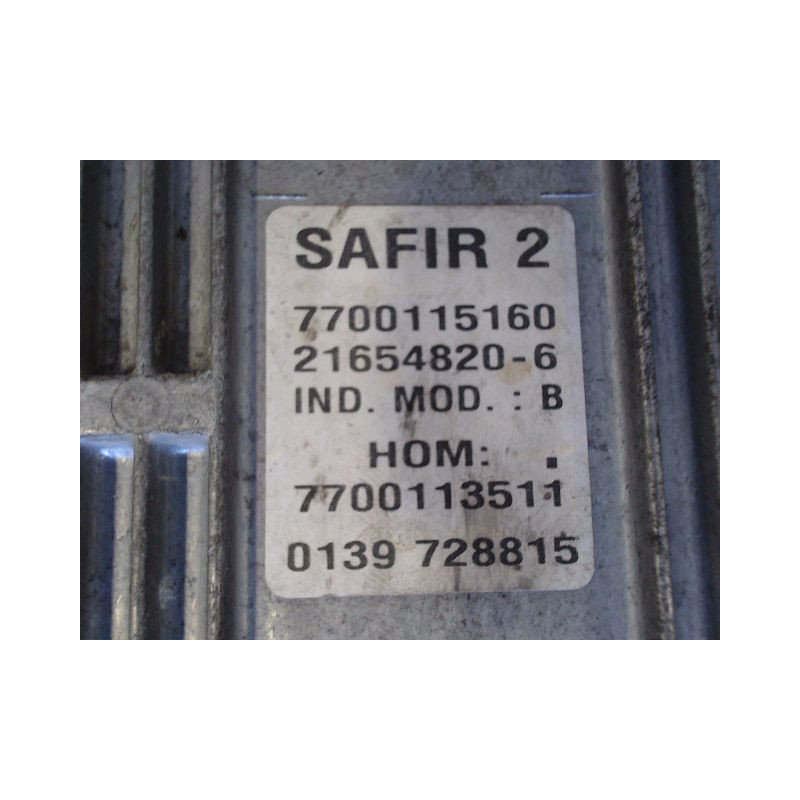 SAFIR 2
7700115160
21654820-6
IND. MOD. : B
HOM: .
7700113511
0139 728815